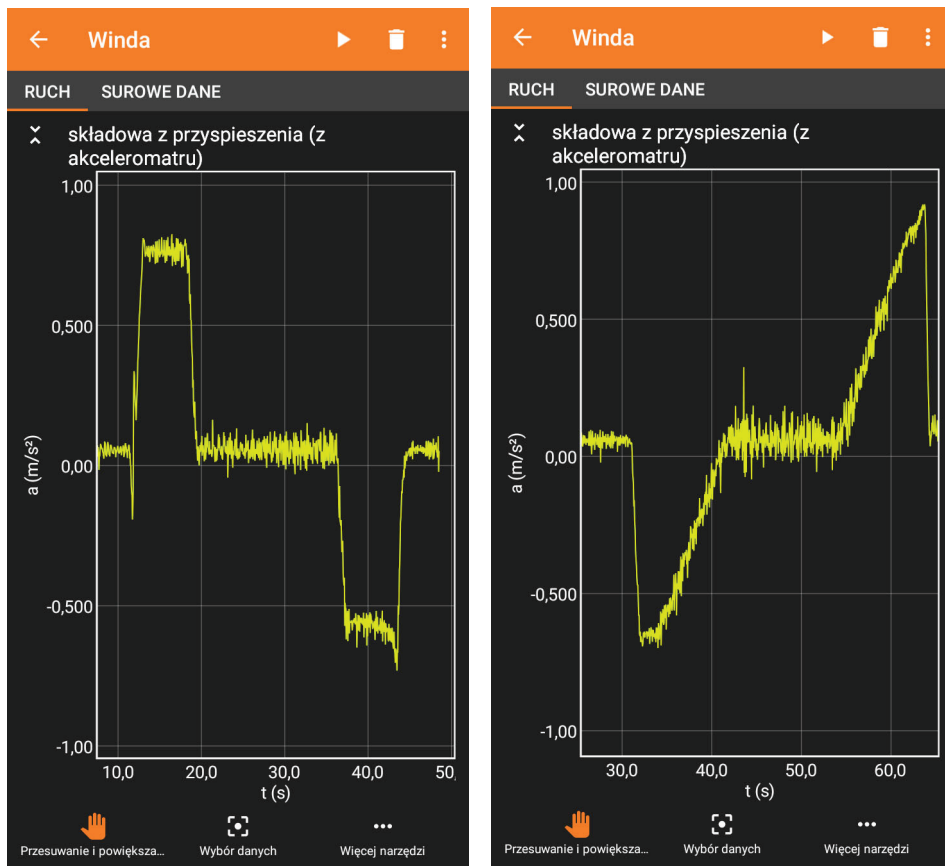 Winda
RUCH SUROWE DANE
składowa z przyspieszenia (z
akceleromatru)
1,00
0,500
0,00
-0,500
-1,00
a (m/s²)
10,0 20,0 30,0 40,0 50,
t (s)
Przesuwanie i powiększa... Wybór danych Więcej narzędzi
Winda
RUCH SUROWE DANE
składowa z przyspieszenia (z
akceleromatru)
1,00
0,500
0,00
-0,500
-1,00
a (m/s²)
30,0 40,0 50,0 60,0
t (s)
Przesuwanie i powiększa... Wybór danych Więcej narzędzi